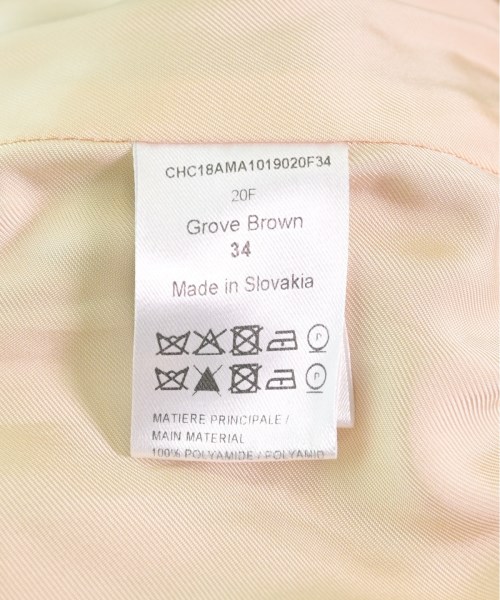 CHC18AMA1019020F34
20F
Grove Brown
34
Made in Slovakia
P
P
MATIERE PRINCIPALE /
MAIN MATERIAL
100% POLYAMIDE / POLYAMID